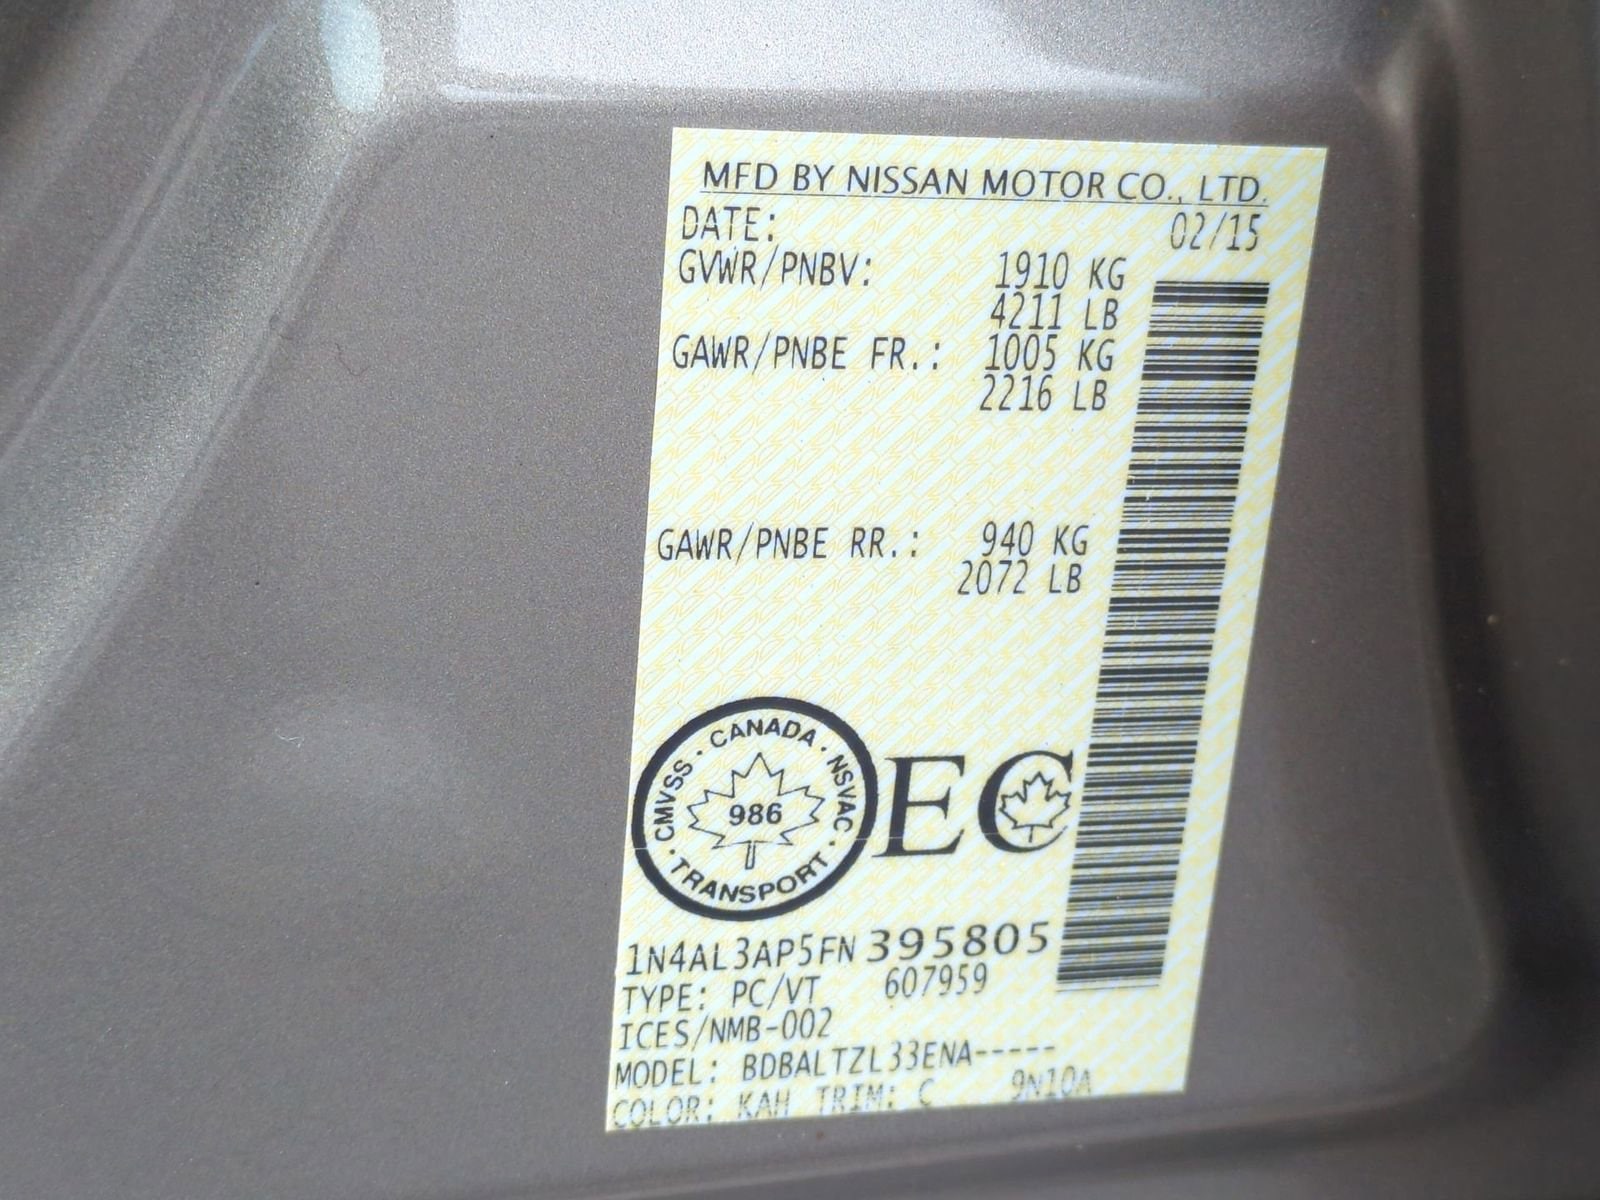 MFD BY NISSAN MOTOR CO., LTD.
DATE: 02/15
GVWR/PNBV: 1910 KG
4211 LB
GAWR/PNBE FR.: 1005 KG
2216 LB
GAWR/PNBE RR.: 940 KG
2072 LB
CANADA · NSVAC · TRANSPORT · CMVSS ·
986
EC
1N4AL3AP5FN395805
TYPE: PC/VT 607959
ICES/NMB-002
MODEL: BDBALTZL33ENA-----
COLOR: KAH TRIM: C 9N10A